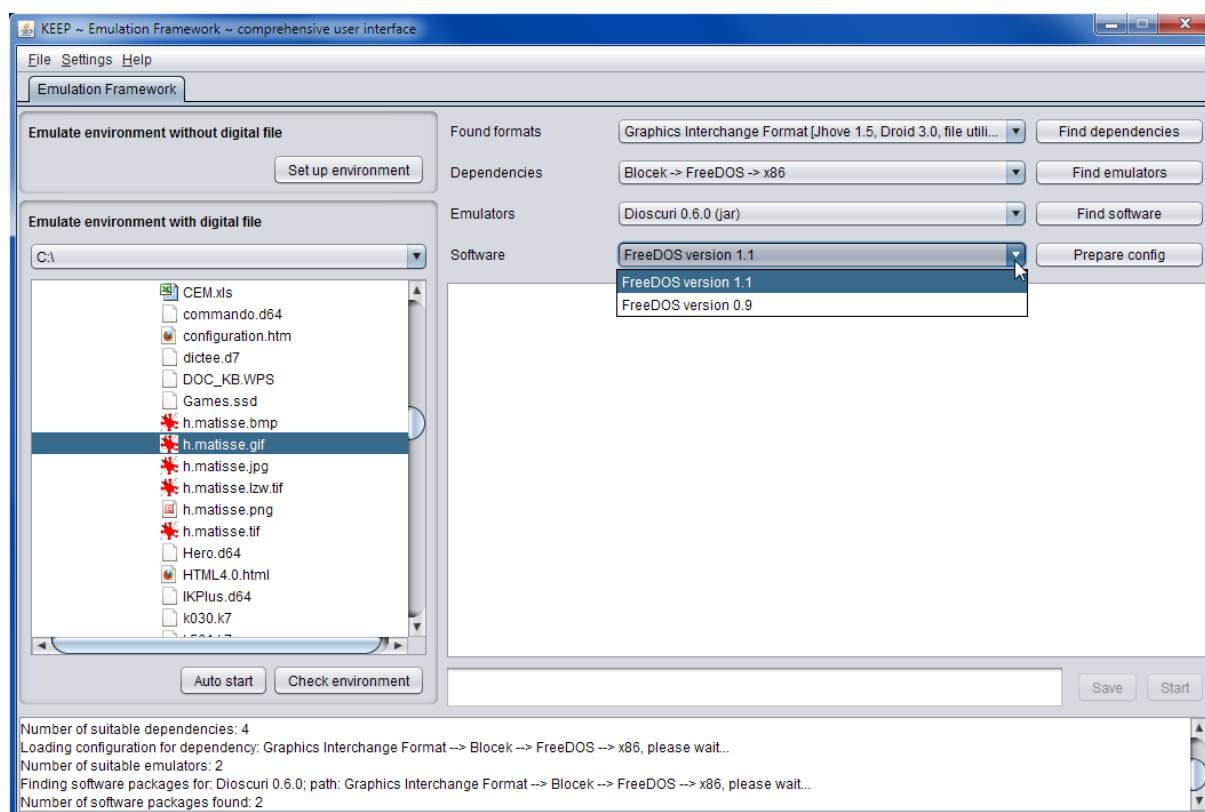 KEEP ~ Emulation Framework ~ comprehensive user interface
File Settings Help
Emulation Framework
Emulate environment without digital file
Set up environment
Emulate environment with digital file
C:\
CEM.xls
commando.d64
configuration.htm
dictee.d7
DOC_KB.WPS
Games.ssd
h.matisse.bmp
h.matisse.gif
h.matisse.jpg
h.matisse.lzw.tif
h.matisse.png
h.matisse.tif
Hero.d64
HTML4.0.html
IKPlus.d64
k030.k7
Auto start Check environment
Found formats Graphics Interchange Format [Jhove 1.5, Droid 3.0, file utili... Find dependencies
Dependencies Blocek -> FreeDOS -> x86 Find emulators
Emulators Dioscuri 0.6.0 (jar) Find software
Software FreeDOS version 1.1 Prepare config
FreeDOS version 1.1
FreeDOS version 0.9
Save Start
Number of suitable dependencies: 4
Loading configuration for dependency: Graphics Interchange Format --> Blocek --> FreeDOS --> x86, please wait...
Number of suitable emulators: 2
Finding software packages for: Dioscuri 0.6.0; path: Graphics Interchange Format --> Blocek --> FreeDOS --> x86, please wait...
Number of software packages found: 2